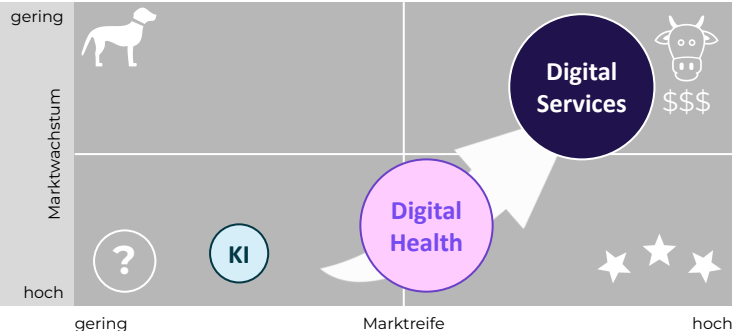 gering
Marktwachstum
hoch
Digital
Services
$$$
Digital
Health
KI
?
gering
Marktreife
hoch